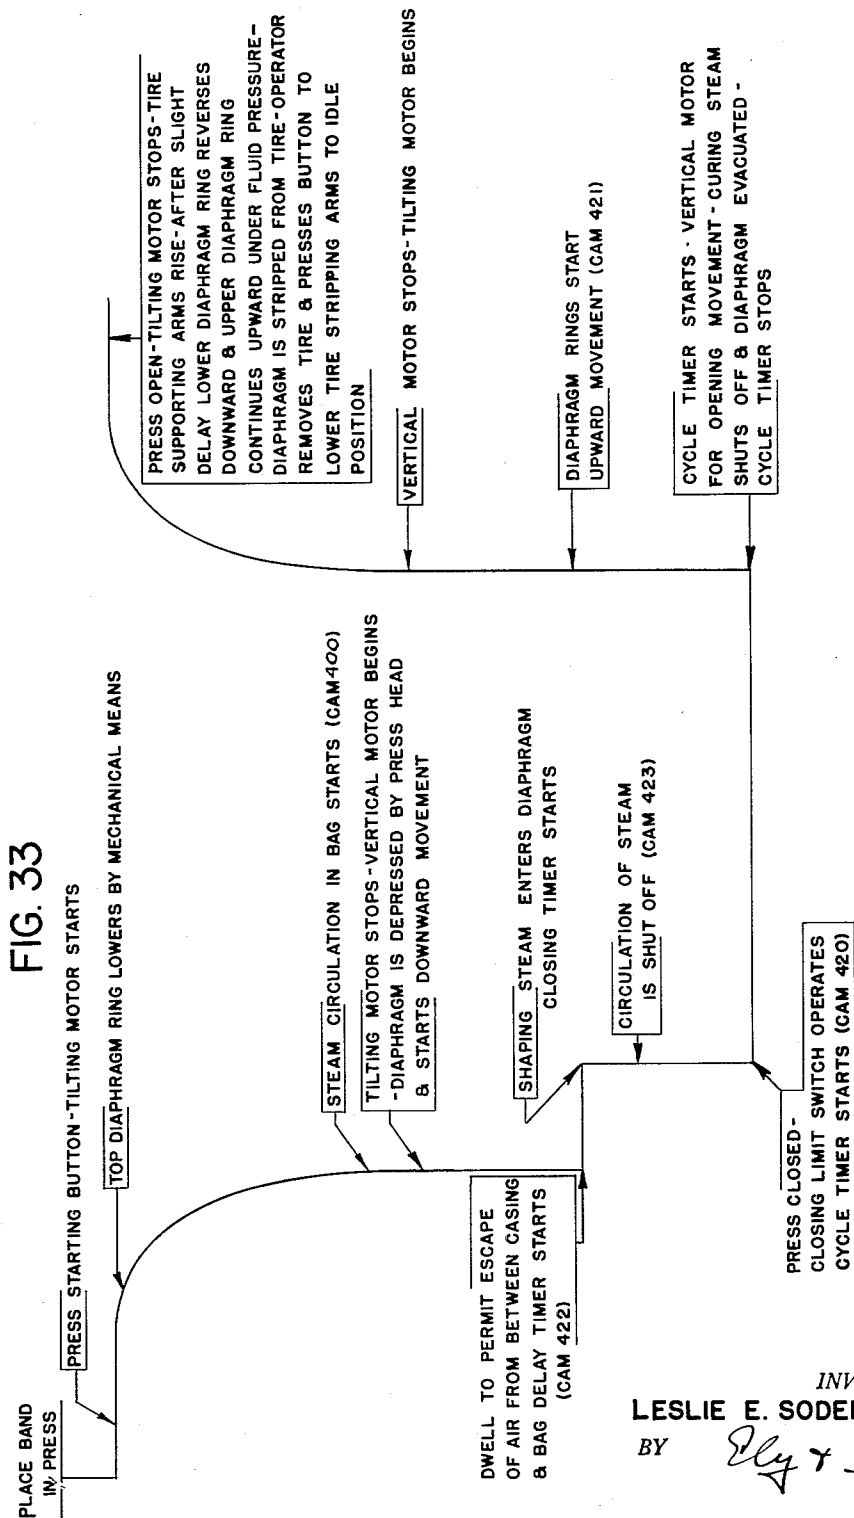 FIG. 33
PLACE BAND
IN PRESS
PRESS STARTING BUTTON-TILTING MOTOR STARTS
TOP DIAPHRAGM RING LOWERS BY MECHANICAL MEANS
STEAM CIRCULATION IN BAG STARTS (CAM 400)
TILTING MOTOR STOPS-VERTICAL MOTOR BEGINS
-DIAPHRAGM IS DEPRESSED BY PRESS HEAD
& STARTS DOWNWARD MOVEMENT
DWELL TO PERMIT ESCAPE
OF AIR FROM BETWEEN CASING
& BAG DELAY TIMER STARTS
(CAM 422)
SHAPING STEAM ENTERS DIAPHRAGM
CLOSING TIMER STARTS
CIRCULATION OF STEAM
IS SHUT OFF (CAM 423)
PRESS CLOSED-
CLOSING LIMIT SWITCH OPERATES
CYCLE TIMER STARTS (CAM 420)
CYCLE TIMER STARTS-VERTICAL MOTOR
FOR OPENING MOVEMENT-CURING STEAM
SHUTS OFF & DIAPHRAGM EVACUATED-
CYCLE TIMER STOPS
DIAPHRAGM RINGS START
UPWARD MOVEMENT (CAM 421)
VERTICAL MOTOR STOPS-TILTING MOTOR BEGINS
PRESS OPEN-TILTING MOTOR STOPS-TIRE
SUPPORTING ARMS RISE-AFTER SLIGHT
DELAY LOWER DIAPHRAGM RING REVERSES
DOWNWARD & UPPER DIAPHRAGM RING
CONTINUES UPWARD UNDER FLUID PRESSURE-
DIAPHRAGM IS STRIPPED FROM TIRE-OPERATOR
REMOVES TIRE & PRESSES BUTTON TO
LOWER TIRE STRIPPING ARMS TO IDLE
POSITION
INV
LESLIE E. SODE
BY Ely &